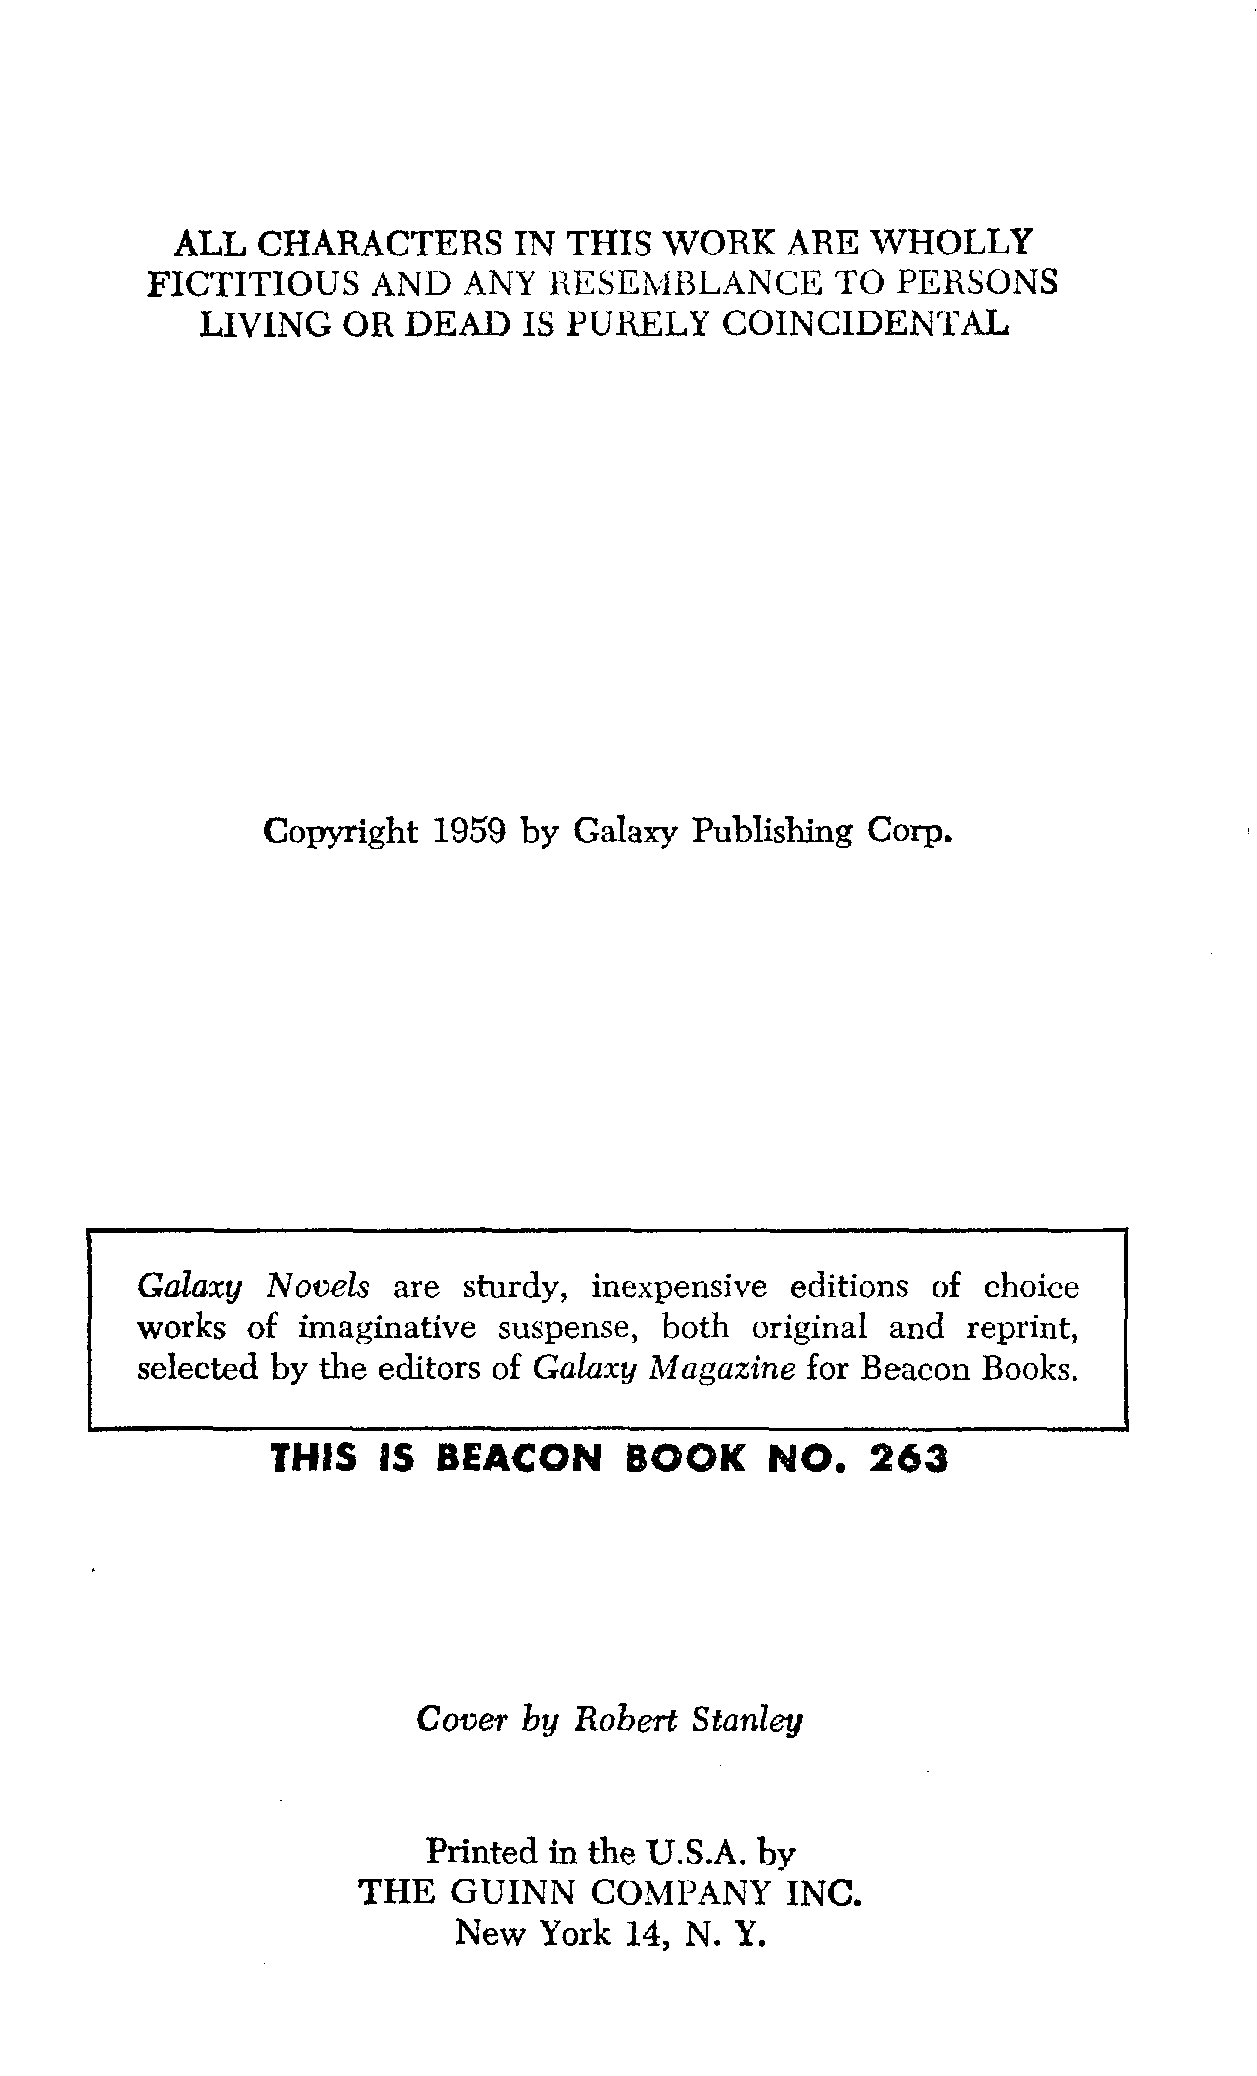 ALL CHARACTERS IN THIS WORK ARE WHOLLY
FICTITIOUS AND ANY RESEMBLANCE TO PERSONS
LIVING OR DEAD IS PURELY COINCIDENTAL
Copyright 1959 by Galaxy Publishing Corp.
Galaxy Novels are sturdy, inexpensive editions of choice
works of imaginative suspense, both original and reprint,
selected by the editors of Galaxy Magazine for Beacon Books.
THIS IS BEACON BOOK NO. 263
Cover by Robert Stanley
Printed in the U.S.A. by
THE GUINN COMPANY INC.
New York 14, N. Y.